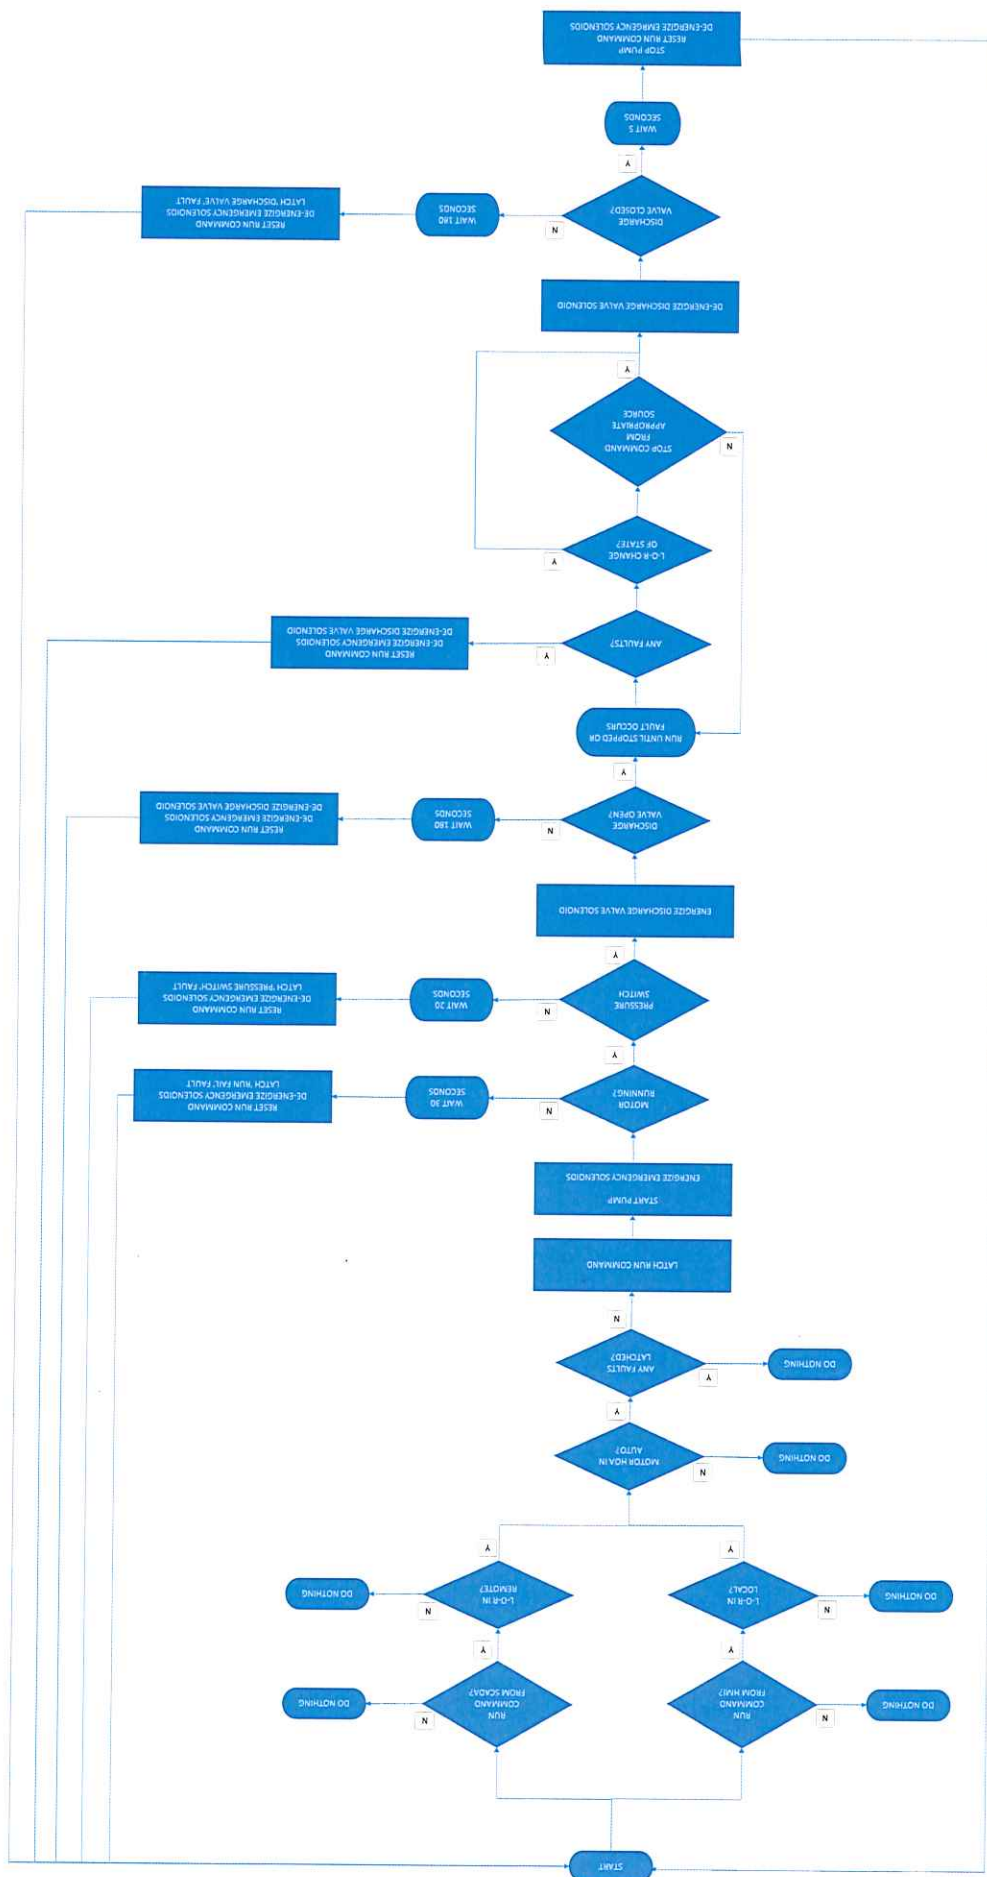 START
RUN
COMMAND
FROM HMI?
N
DO NOTHING
Y
RUN
COMMAND
FROM SCADA?
N
DO NOTHING
Y
L-O-R IN
LOCAL?
N
DO NOTHING
Y
L-O-R IN
REMOTE?
N
DO NOTHING
Y
MOTOR HOA IN
AUTO?
N
DO NOTHING
Y
ANY FAULTS
LATCHED?
Y
DO NOTHING
N
LATCH RUN COMMAND
START PUMP
ENERGIZE EMERGENCY SOLENOIDS
MOTOR
RUNNING?
N
WAIT 30
SECONDS
RESET RUN COMMAND
DE-ENERGIZE EMERGENCY SOLENOIDS
LATCH 'RUN FAIL' FAULT
Y
PRESSURE
SWITCH
N
WAIT 20
SECONDS
RESET RUN COMMAND
DE-ENERGIZE EMERGENCY SOLENOIDS
LATCH 'PRESSURE SWITCH' FAULT
Y
ENERGIZE DISCHARGE VALVE SOLENOID
DISCHARGE
VALVE OPEN?
N
WAIT 180
SECONDS
RESET RUN COMMAND
DE-ENERGIZE EMERGENCY SOLENOIDS
DE-ENERGIZE DISCHARGE VALVE SOLENOID
Y
RUN UNTIL STOPPED OR
FAULT OCCURS
ANY FAULTS?
Y
RESET RUN COMMAND
DE-ENERGIZE EMERGENCY SOLENOIDS
DE-ENERGIZE DISCHARGE VALVE SOLENOID
L-O-R CHANGE
OF STATE?
Y
STOP COMMAND
FROM
APPROPRIATE
SOURCE
N
Y
DE-ENERGIZE DISCHARGE VALVE SOLENOID
DISCHARGE
VALVE CLOSED?
N
WAIT 180
SECONDS
RESET RUN COMMAND
DE-ENERGIZE EMERGENCY SOLENOIDS
LATCH 'DISCHARGE VALVE' FAULT
Y
WAIT 5
SECONDS
STOP PUMP
RESET RUN COMMAND
DE-ENERGIZE EMRGENCY SOLENOIDS